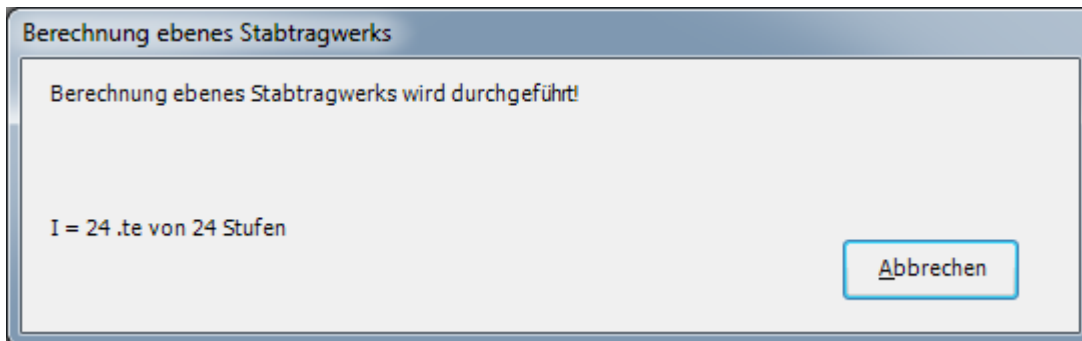 Berechnung ebenes Stabtragwerks
Berechnung ebenes Stabtragwerks wird durchgeführt!
I = 24 .te von 24 Stufen
Abbrechen